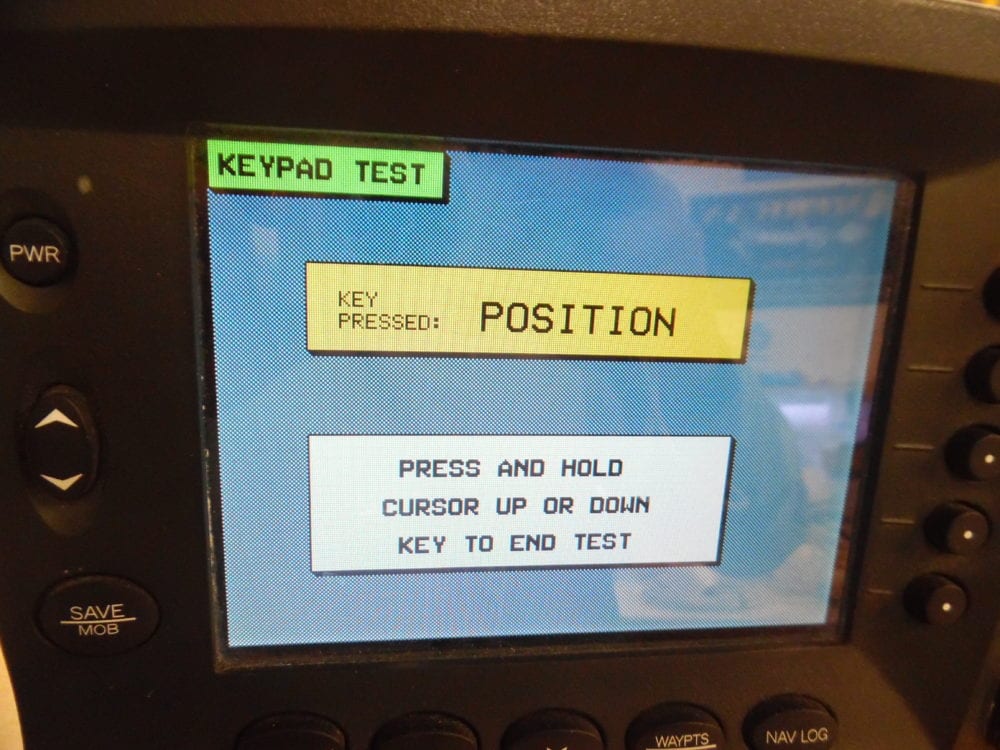 KEYPAD TEST
PWR
KEY
PRESSED:
POSITION
PRESS AND HOLD
CURSOR UP OR DOWN
KEY TO END TEST
SAVE
MOB
WAYPTS
NAV LOG